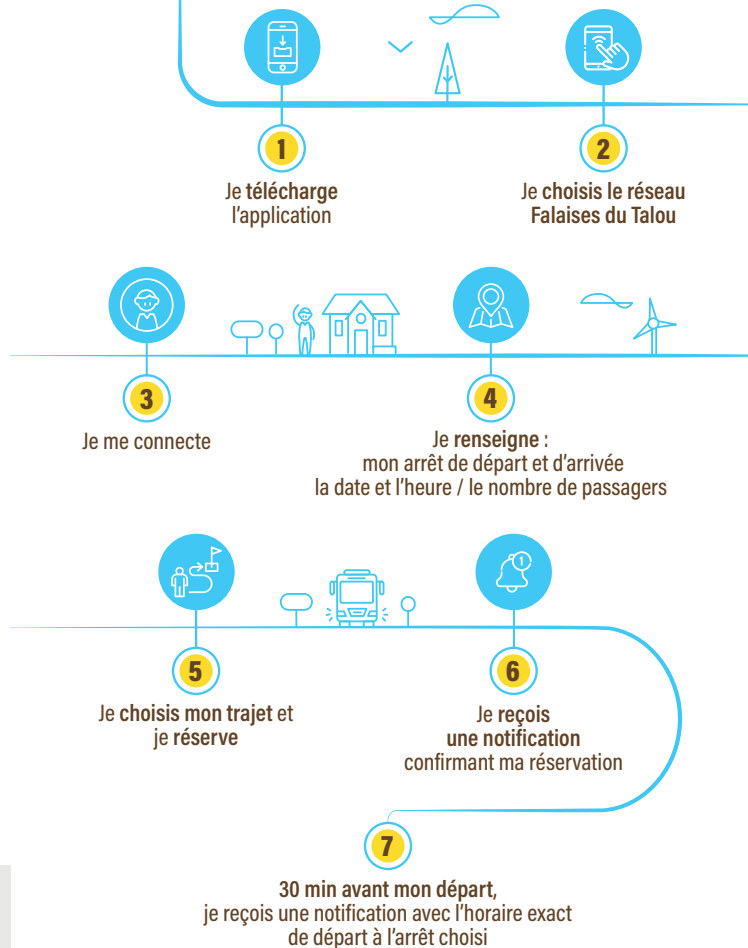 1
Je télécharge
l'application
2
Je choisis le réseau
Falaises du Talou
3
Je me connecte
4
Je renseigne :
mon arrêt de départ et d'arrivée
la date et l'heure / le nombre de passagers
5
Je choisis mon trajet et
je réserve
1
6
Je reçois
une notification
confirmant ma réservation
7
30 min avant mon départ,
je reçois une notification avec l'horaire exact
de départ à l'arrêt choisi